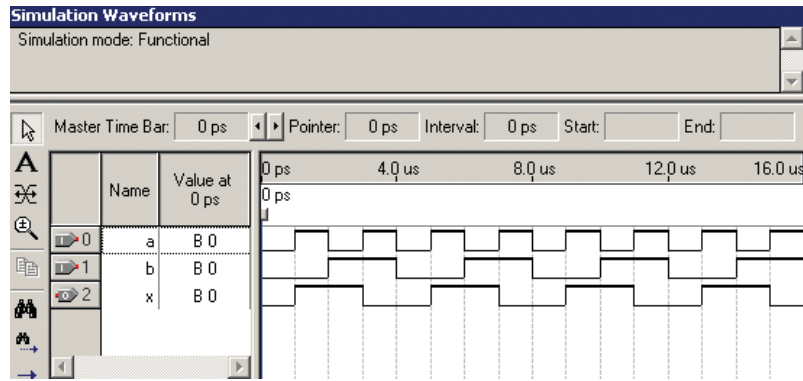 Simulation Waveforms
Simulation mode: Functional
Master Time Bar: 0 ps Pointer: 0 ps Interval: 0 ps Start: End:
A
Name Value at 0 ps 0 ps 4.0 us 8.0 us 12.0 us 16.0 us
0 ps
0 a B 0
1 b B 0
2 x B 0